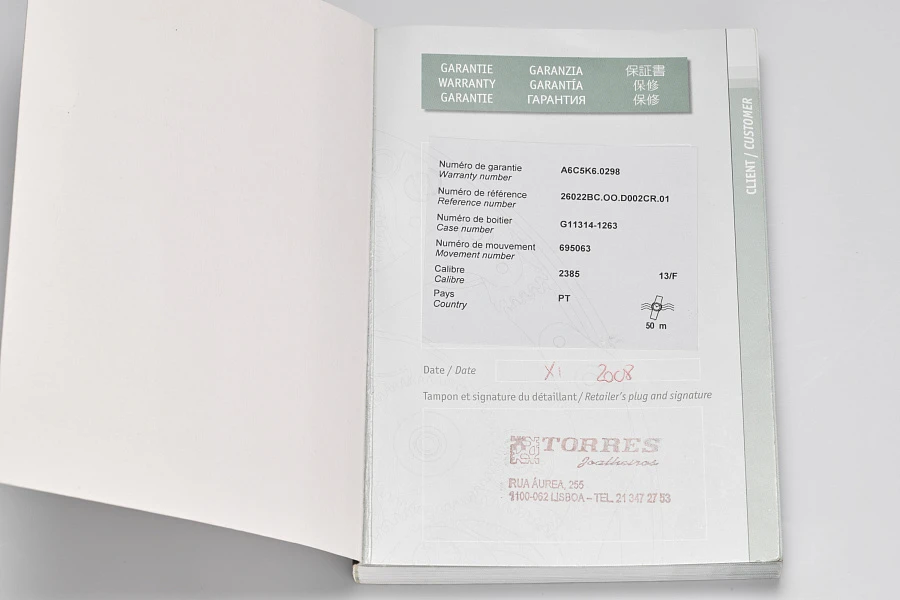 GARANTIE GARANZIA 保証書
WARRANTY GARANTÍA 保修
GARANTIE ГАРАНТИЯ 保修
CLIENT / CUSTOMER
Numéro de garantie A6C5K6.0298
Warranty number
Numéro de référence 26022BC.OO.D002CR.01
Reference number
Numéro de boitier G11314-1263
Case number
Numéro de mouvement 695063
Movement number
Calibre 2385 13/F
Calibre
Pays PT
Country
50 m
Date / Date XI 2008
Tampon et signature du détaillant / Retailer's plug and signature
TORRES
Joalheiros
RUA ÁUREA, 255
1100-062 LISBOA – TEL. 21 347 27 53